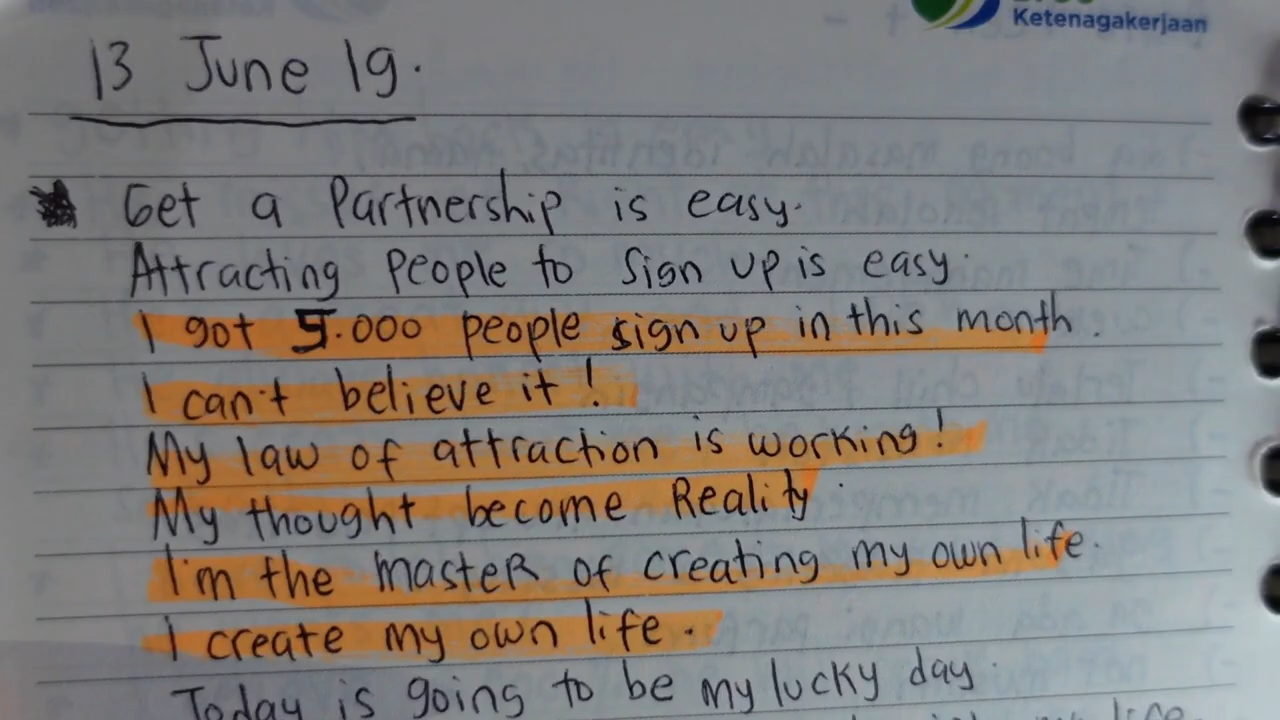 Ketenagakerjaan
13 June 19.
Get a Partnership is easy.
Attracting People to Sign up is easy.
I got 5.000 people sign up in this month.
I can't believe it!
My law of attraction is working!
My thought become Reality.
I'm the master of creating my own life.
I create my own life.
Today is going to be my lucky day.
my life